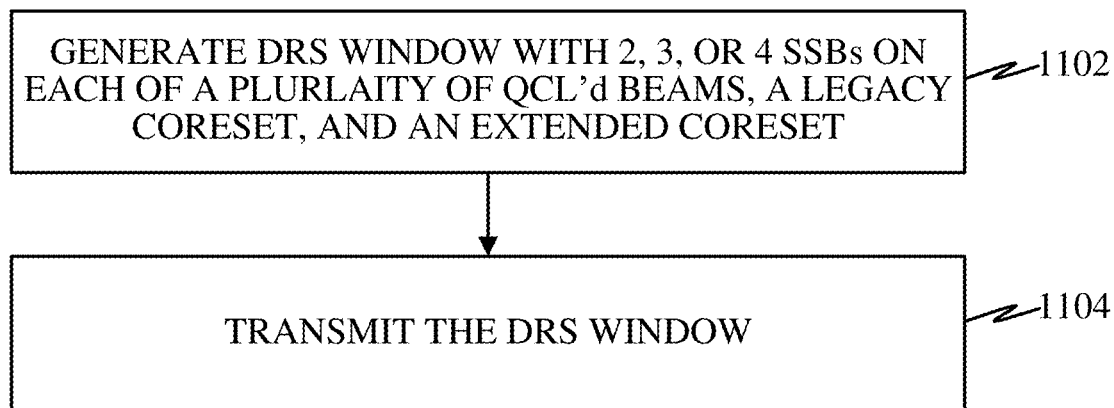 GENERATE DRS WINDOW WITH 2, 3, OR 4 SSBs ON
EACH OF A PLURLAITY OF QCL'd BEAMS, A LEGACY
CORESET, AND AN EXTENDED CORESET
1102
TRANSMIT THE DRS WINDOW
1104